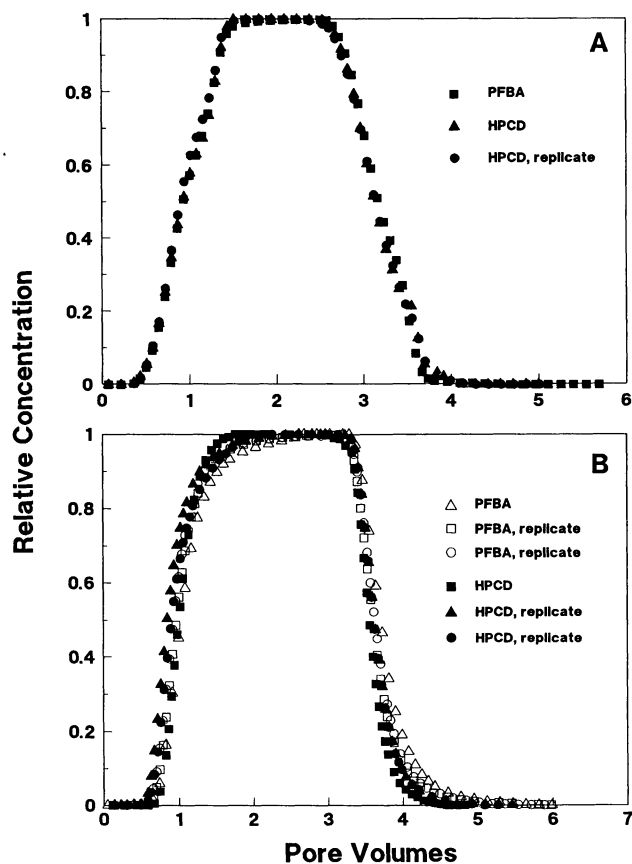 A
1
0.8
0.6
0.4
0.2
0
PFBA
HPCD
HPCD, replicate
0 1 2 3 4 5 6
Relative Concentration
B
1
0.8
0.6
0.4
0.2
0
PFBA
PFBA, replicate
PFBA, replicate
HPCD
HPCD, replicate
HPCD, replicate
0 1 2 3 4 5 6 7
Pore Volumes